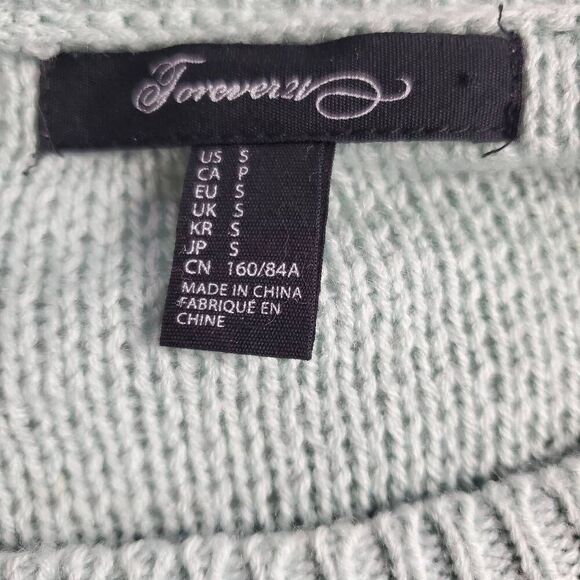 Forever21
US S
CA P
EU S
UK S
KR S
JP S
CN 160/84A
MADE IN CHINA
FABRIQUÉ EN
CHINE